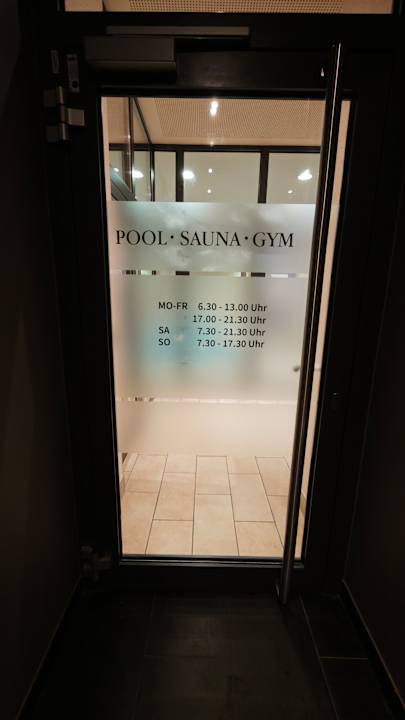 POOL · SAUNA · GYM
MO-FR 6.30 - 13.00 Uhr
17.00 - 21.30 Uhr
SA 7.30 - 21.30 Uhr
SO 7.30 - 17.30 Uhr